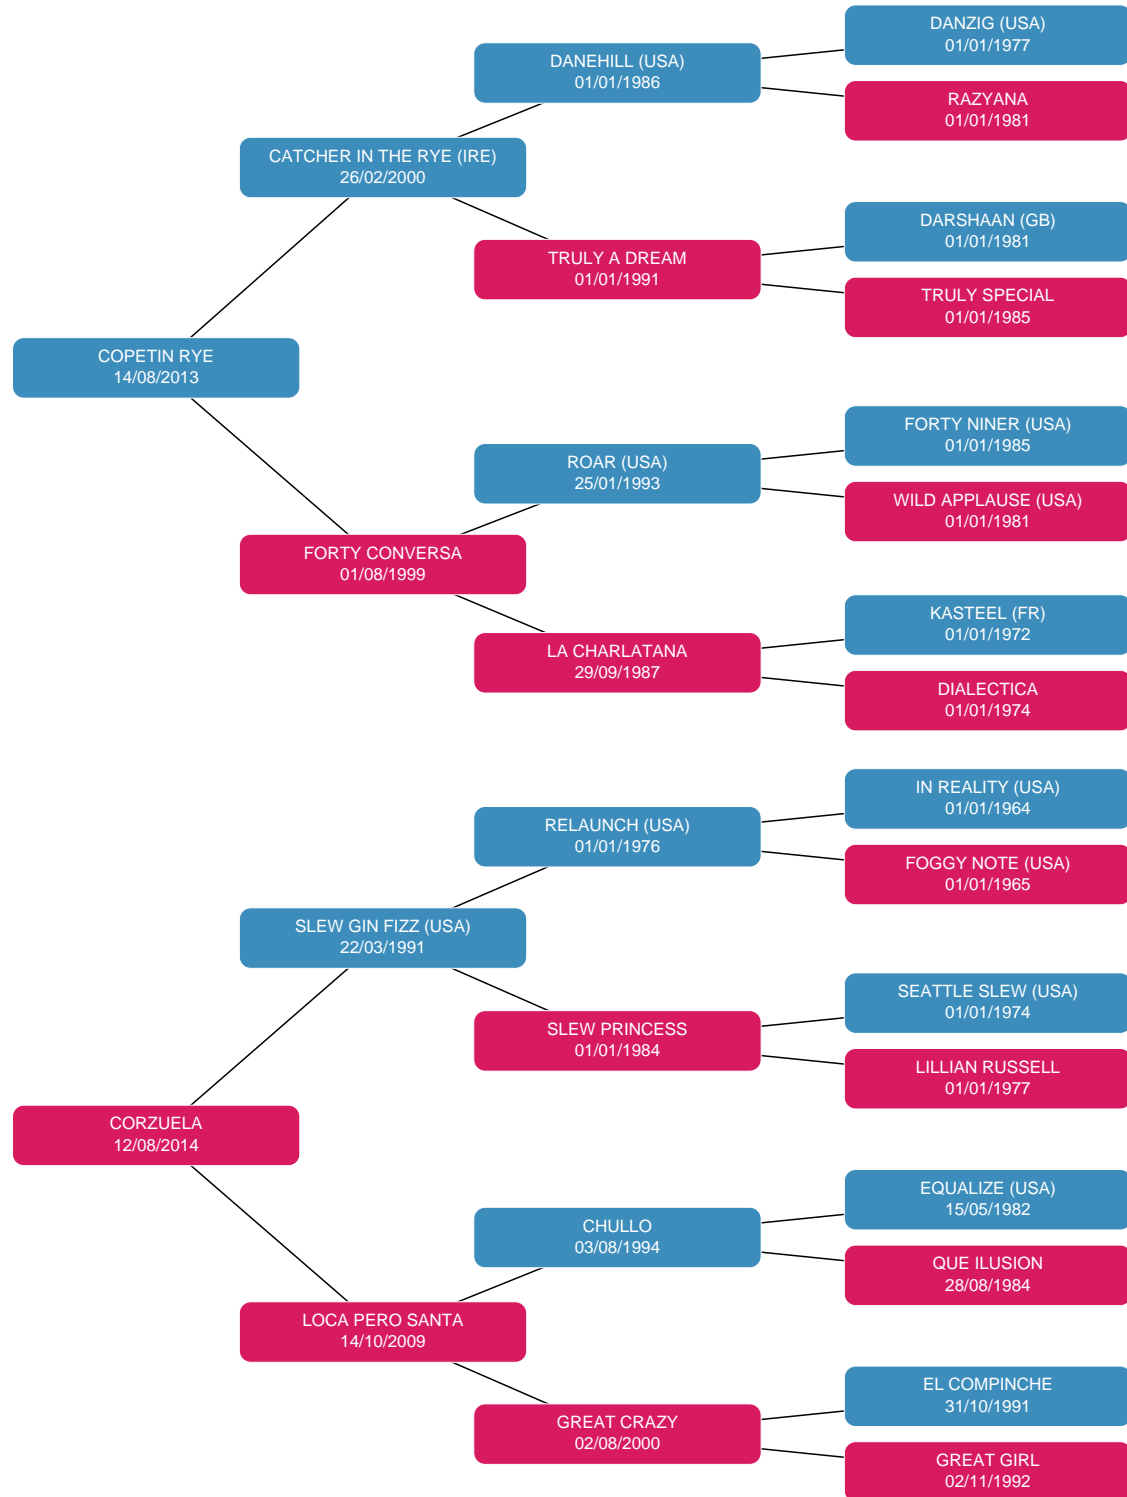 DANZIG (USA)
01/01/1977
DANEHILL (USA)
01/01/1986
RAZYANA
01/01/1981
CATCHER IN THE RYE (IRE)
26/02/2000
DARSHAAN (GB)
01/01/1981
TRULY A DREAM
01/01/1991
TRULY SPECIAL
01/01/1985
COPETIN RYE
14/08/2013
FORTY NINER (USA)
01/01/1985
ROAR (USA)
25/01/1993
WILD APPLAUSE (USA)
01/01/1981
FORTY CONVERSA
01/08/1999
KASTEEL (FR)
01/01/1972
LA CHARLATANA
29/09/1987
DIALECTICA
01/01/1974
IN REALITY (USA)
01/01/1964
RELAUNCH (USA)
01/01/1976
FOGGY NOTE (USA)
01/01/1965
SLEW GIN FIZZ (USA)
22/03/1991
SEATTLE SLEW (USA)
01/01/1974
SLEW PRINCESS
01/01/1984
LILLIAN RUSSELL
01/01/1977
CORZUELA
12/08/2014
EQUALIZE (USA)
15/05/1982
CHULLO
03/08/1994
QUE ILUSION
28/08/1984
LOCA PERO SANTA
14/10/2009
EL COMPINCHE
31/10/1991
GREAT CRAZY
02/08/2000
GREAT GIRL
02/11/1992